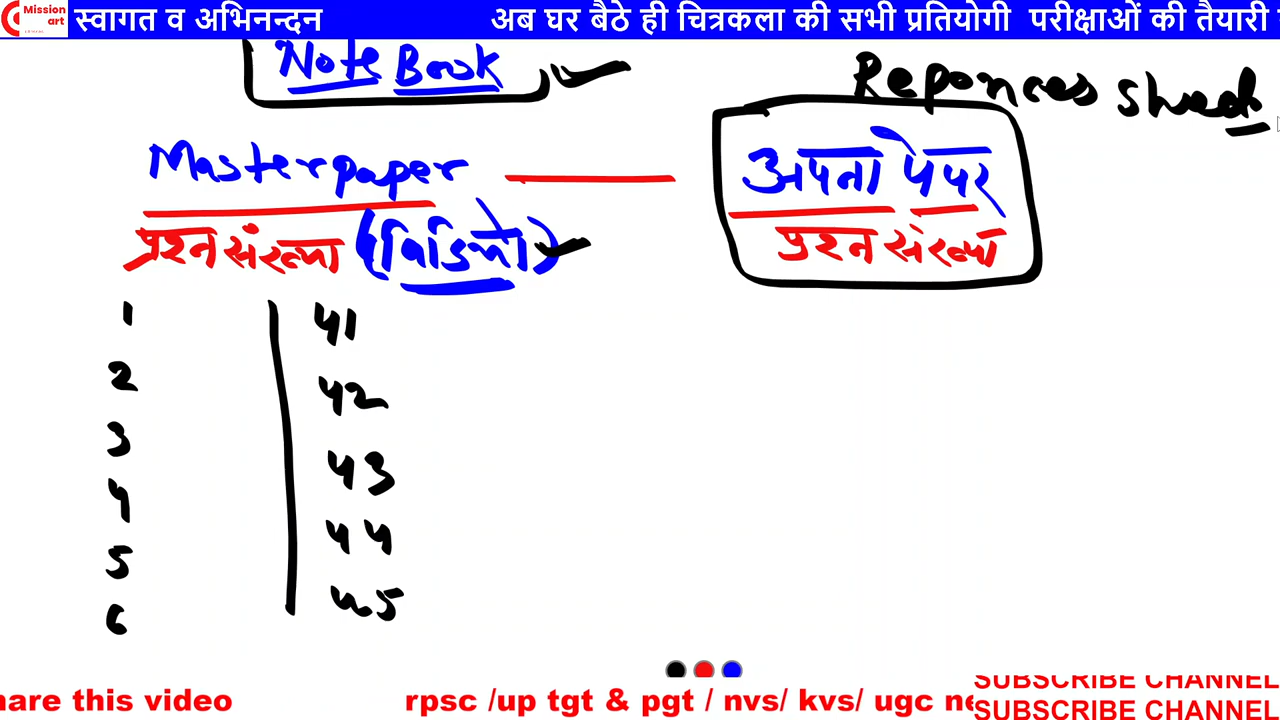 Mission
art
स्वागत व अभिनन्दन
अब घर बैठे ही चित्रकला की सभी प्रतियोगी परीक्षाओं की तैयारी
Note Book
Reponces sheet
Masterpaper
अपना पेपर
प्रश्न संख्या (विडियो)
प्रश्न संख्या
1 41
2 42
3 43
4 44
5 45
6
hare this video
rpsc /up tgt & pgt / nvs/ kvs/ ugc ne
SUBSCRIBE CHANNEL
SUBSCRIBE CHANNEL